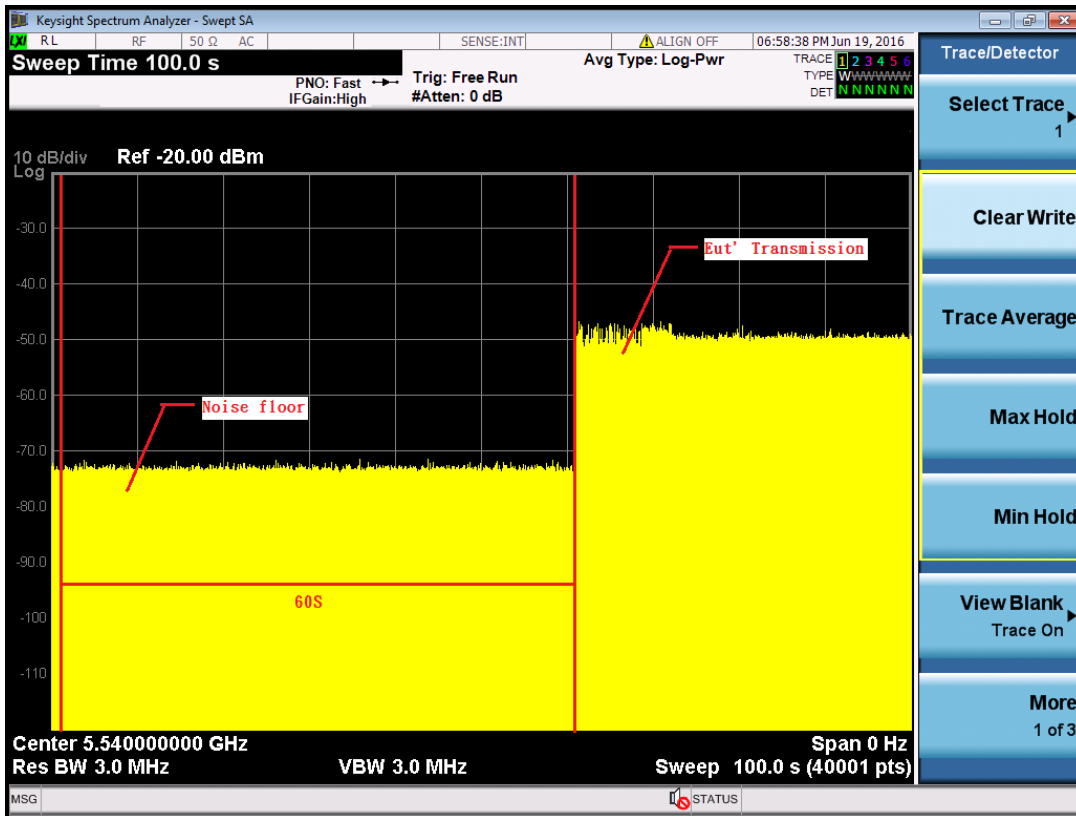 Keysight Spectrum Analyzer - Swept SA
LXI RL RF 50 Ω AC SENSE:INT ALIGN OFF 06:58:38 PM Jun 19, 2016
Sweep Time 100.0 s
PNO: Fast
IFGain:High
Trig: Free Run
#Atten: 0 dB
Avg Type: Log-Pwr
TRACE 1 2 3 4 5 6
TYPE WWWWWW
DET N N N N N N
10 dB/div Ref -20.00 dBm
Log
-30.0
-40.0
-50.0
-60.0
-70.0
-80.0
-90.0
-100
-110
Eut' Transmission
Noise floor
60S
Center 5.540000000 GHz Span 0 Hz
Res BW 3.0 MHz VBW 3.0 MHz Sweep 100.0 s (40001 pts)
MSG STATUS
Trace/Detector
Select Trace
1
Clear Write
Trace Average
Max Hold
Min Hold
View Blank
Trace On
More
1 of 3